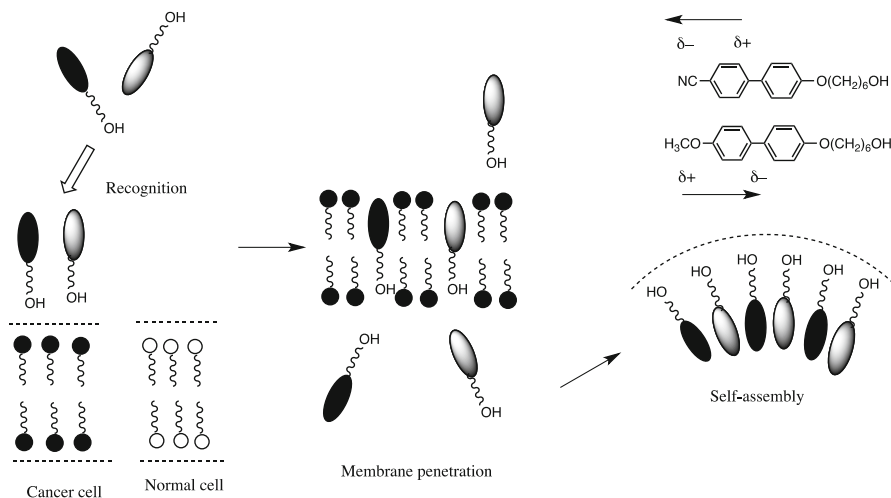 OH
OH
Recognition
OH
OH
Cancer cell
Normal cell
OH
OH
OH
OH
OH
Membrane penetration
δ– δ+
NC O(CH₂)₆OH
H₃CO O(CH₂)₆OH
δ+ δ–
HO
HO
HO
OH
OH
OH
Self-assembly